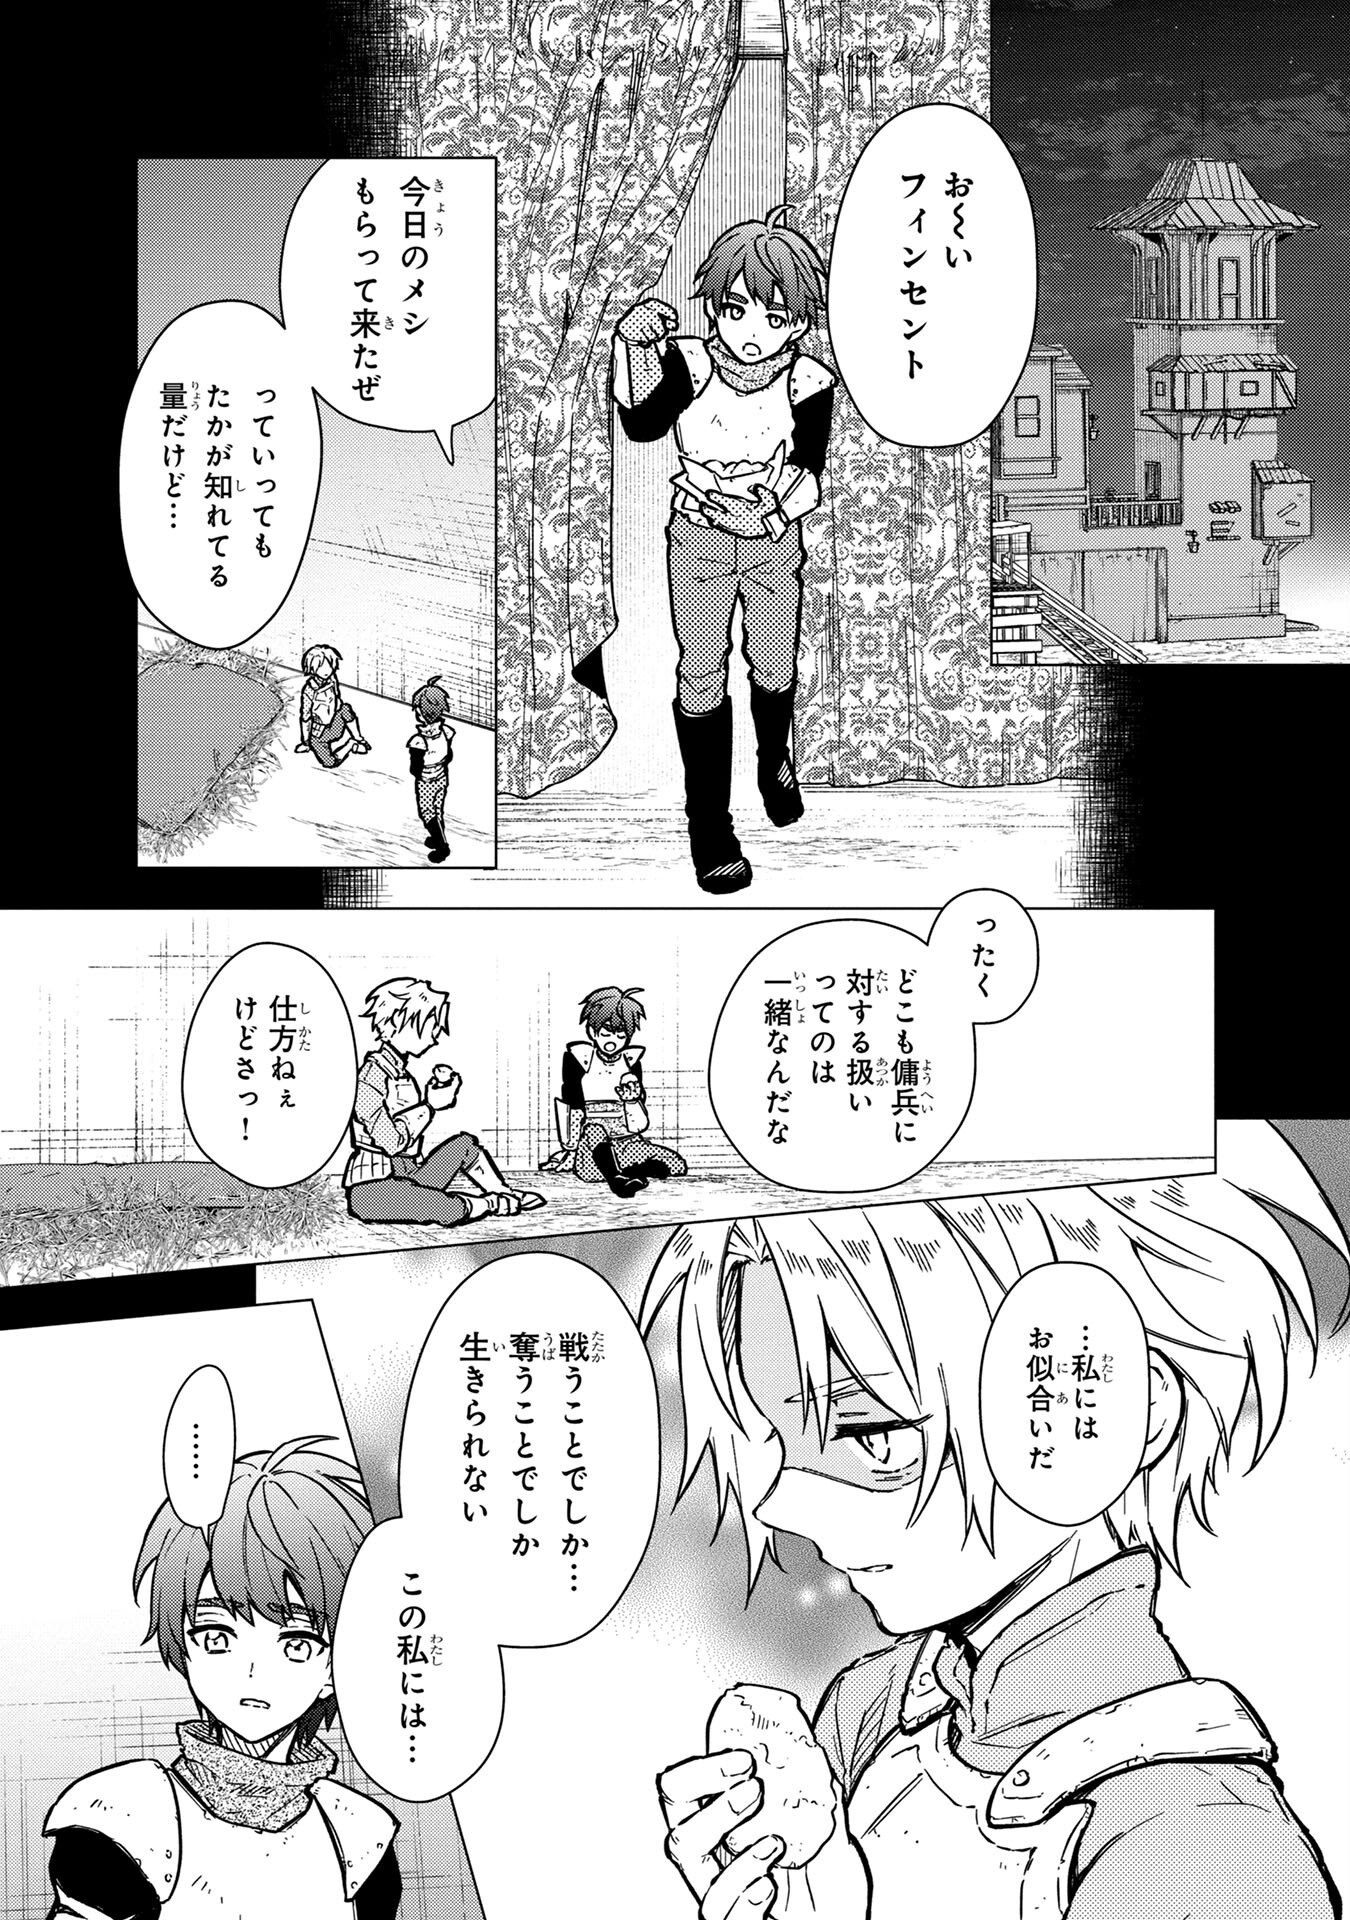 お〜い
フィンセント
今日のメシ
もらって来たぜ
っていっても
たかが知れてる
量だけど…
ったく
どこも傭兵に
対する扱い
ってのは
一緒なんだな
仕方ねぇ
けどさっ！
…私には
お似合いだ
戦うことでしか…
奪うことでしか
生きられない
この私には…
……